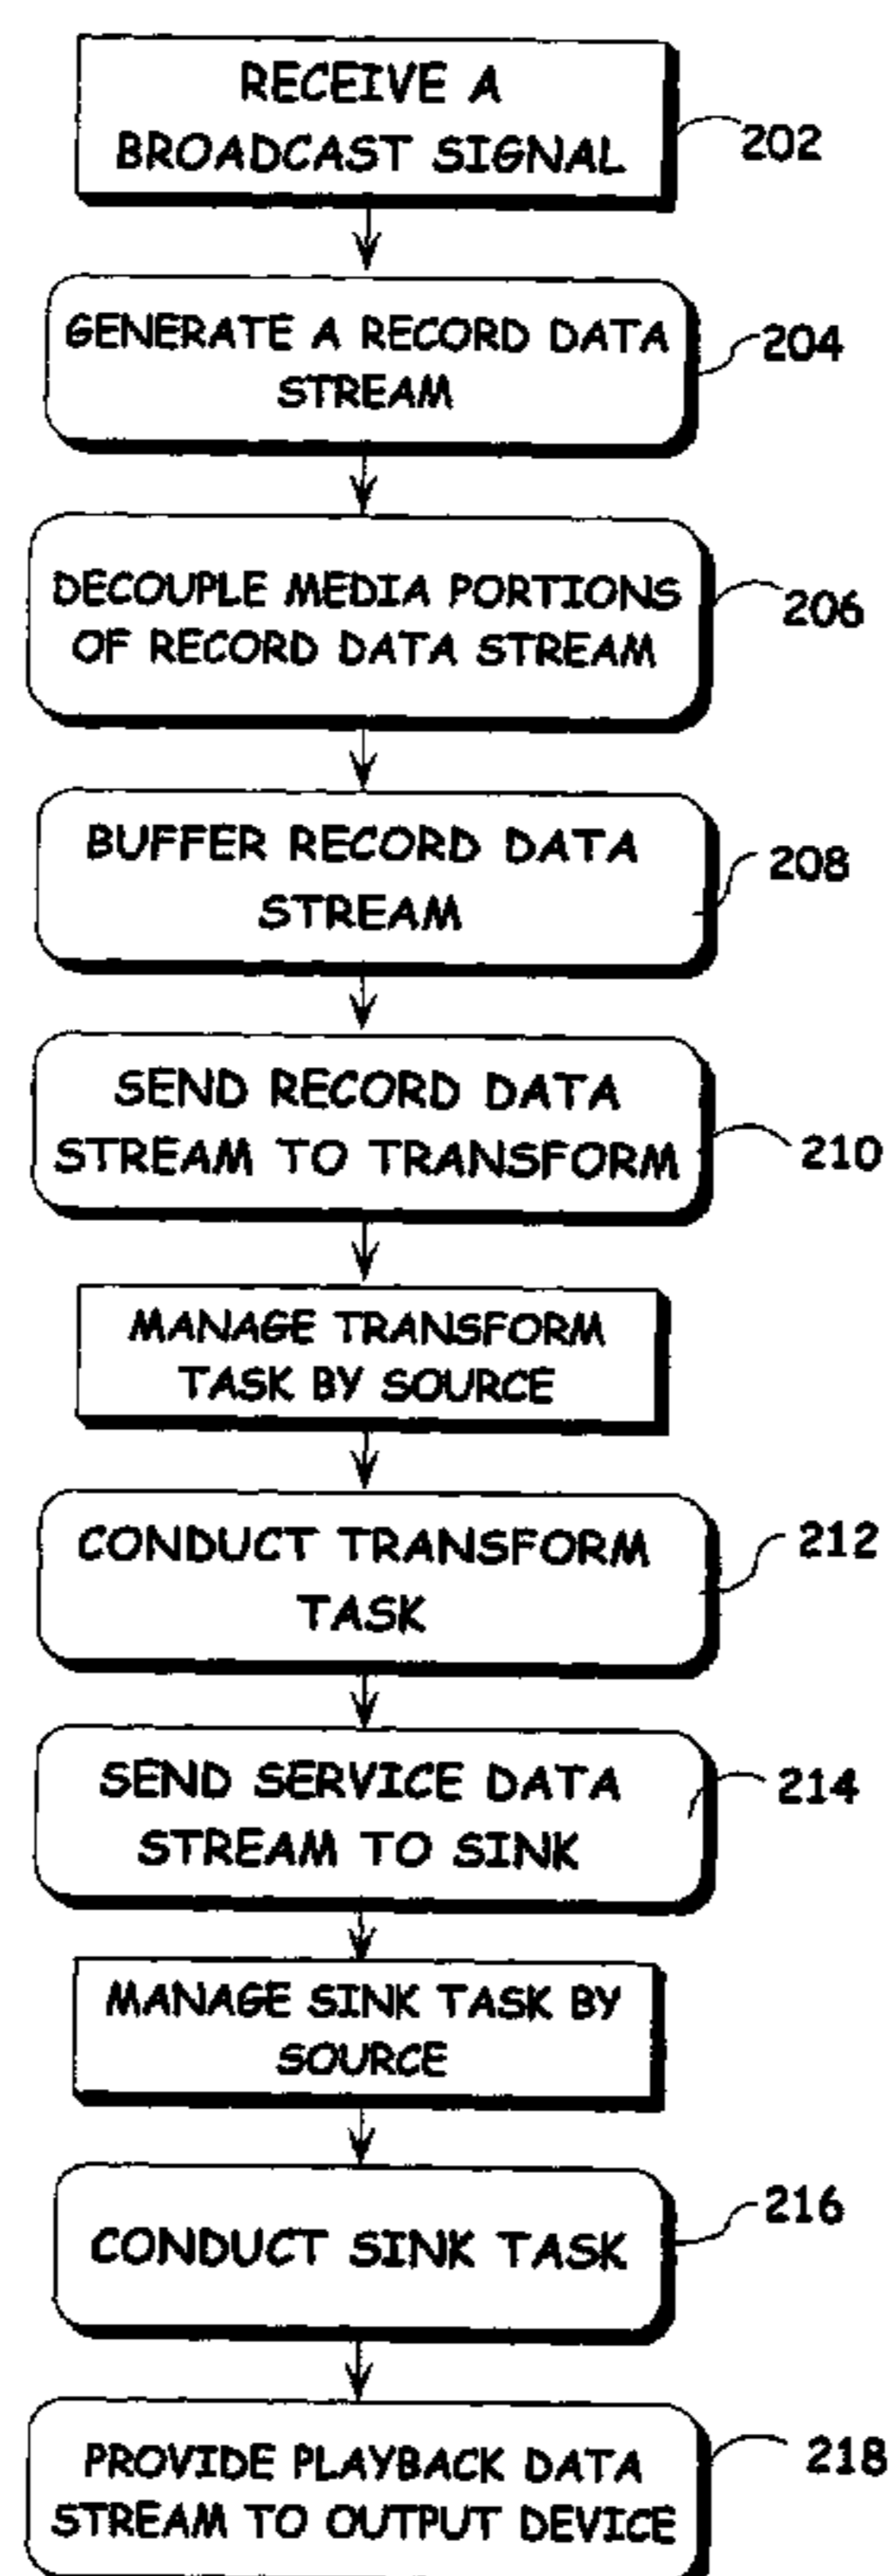 RECEIVE A
BROADCAST SIGNAL
202
GENERATE A RECORD DATA
STREAM
204
DECOUPLE MEDIA PORTIONS
OF RECORD DATA STREAM
206
BUFFER RECORD DATA
STREAM
208
SEND RECORD DATA
STREAM TO TRANSFORM
210
MANAGE TRANSFORM
TASK BY SOURCE
CONDUCT TRANSFORM
TASK
212
SEND SERVICE DATA
STREAM TO SINK
214
MANAGE SINK TASK BY
SOURCE
CONDUCT SINK TASK
216
PROVIDE PLAYBACK DATA
STREAM TO OUTPUT DEVICE
218